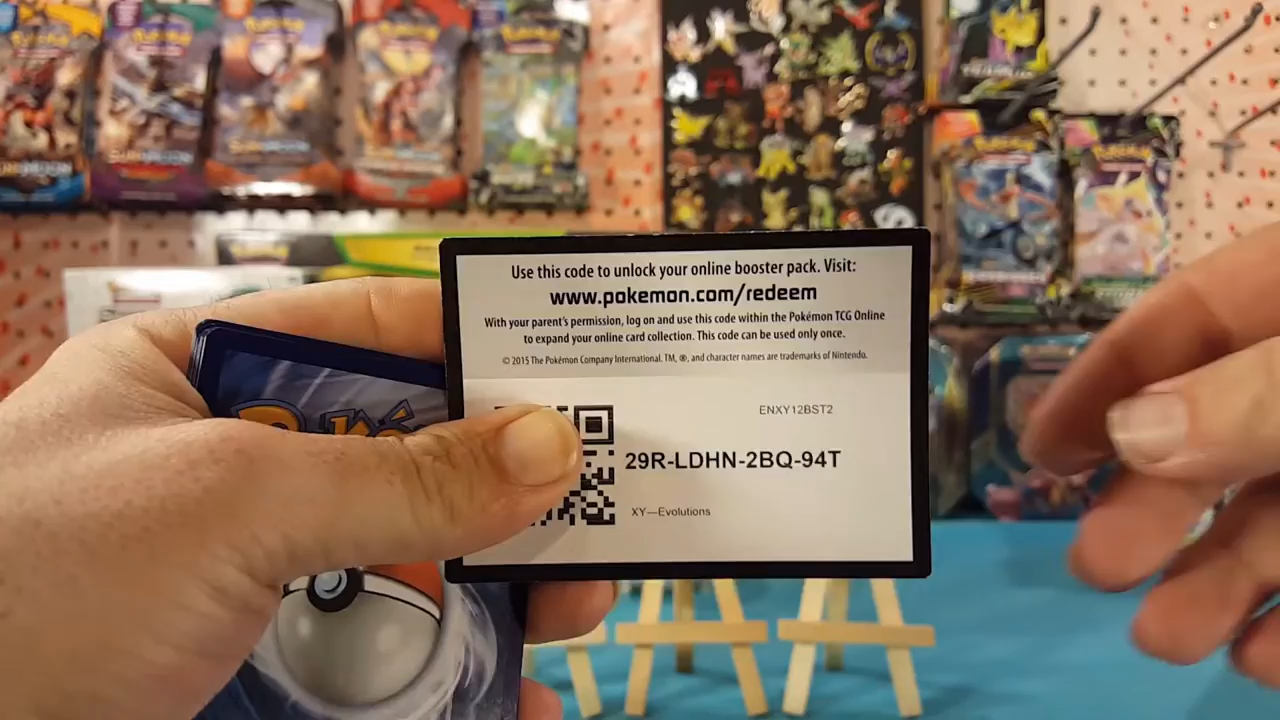 Use this code to unlock your online booster pack. Visit:
www.pokemon.com/redeem
With your parent's permission, log on and use this code within the Pokémon TCG Online
to expand your online card collection. This code can be used only once.
© 2015 The Pokémon Company International. TM, ®, and character names are trademarks of Nintendo.
ENXY12BST2
29R-LDHN-2BQ-94T
XY—Evolutions